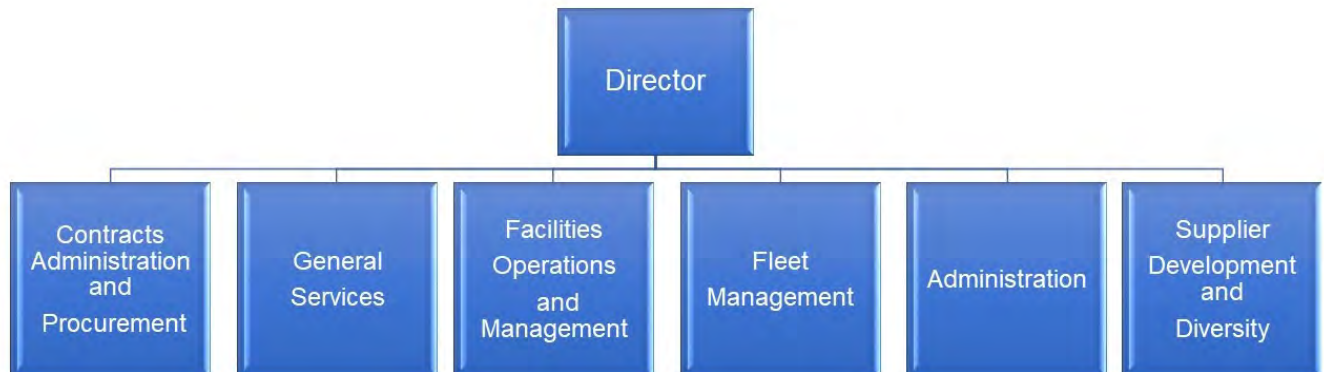 Director
Contracts
Administration
and
Procurement
General
Services
Facilities
Operations
and
Management
Fleet
Management
Administration
Supplier
Development
and
Diversity